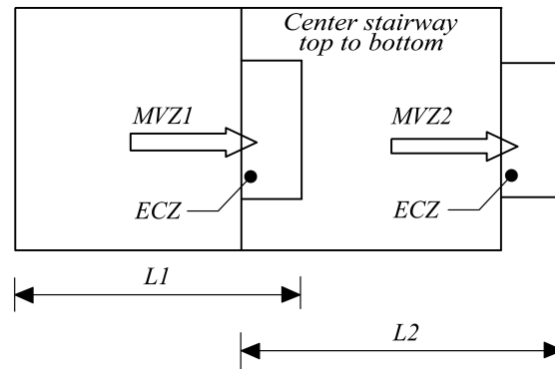 Center stairway
top to bottom
MVZ1
MVZ2
ECZ
ECZ
L1
L2